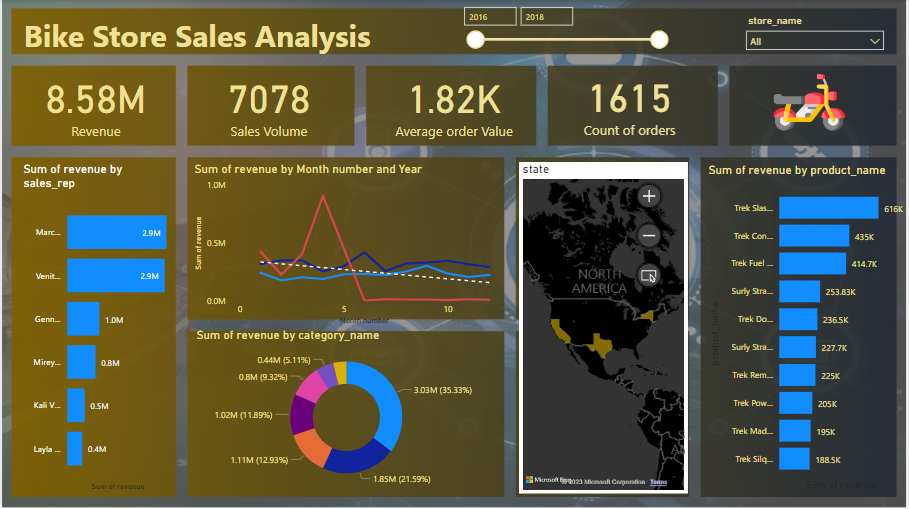 2016
2018
store_name
Bike Store Sales Analysis
All
8.58M
7078
1.82K
1615
Revenue
Sales Volume
Average order Value
Count of orders
Sum of revenue by
sales_rep
Marc...
2.9M
Venit...
2.9M
Genn...
1.0M
Mirey...
0.8M
Kali V...
0.5M
Layla ...
0.4M
Sum of revenue
Sum of revenue by Month number and Year
Sum of revenue
1.0M
0.5M
0.0M
0
5
10
Month number
Sum of revenue by category_name
0.44M (5.11%)
0.8M (9.32%)
1.02M (11.89%)
1.11M (12.93%)
3.03M (35.33%)
1.85M (21.59%)
state
NORTH
AMERICA
Microsoft Bing
© 2023 Microsoft Corporation
Terms
Sum of revenue by product_name
product_name
Trek Slas...
616K
Trek Con...
435K
Trek Fuel ...
414.7K
Surly Stra...
253.83K
Trek Do...
236.5K
Surly Stra...
227.7K
Trek Rem...
225K
Trek Pow...
205K
Trek Mad...
195K
Trek Silq...
188.5K
Sum of revenue